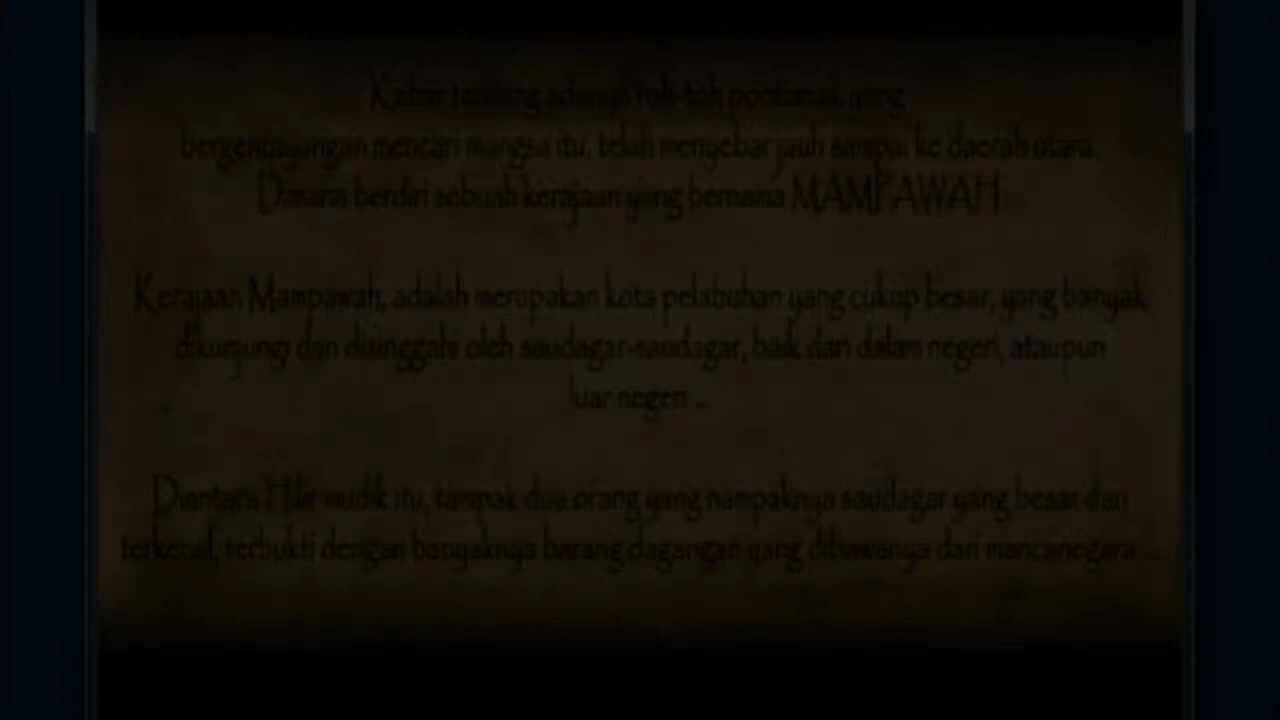 Kabar tentang adanya roh-roh pontianak yang
bergentayangan mencari mangsa itu, telah menyebar jauh sampai ke daerah utara.
Dimana berdiri sebuah kerajaan yang bernama MAMPAWAH
Kerajaan Mampawah, adalah merupakan kota pelabuhan yang cukup besar, yang banyak
dikunjungi dan disinggahi oleh saudagar-saudagar, baik dari dalam negeri, ataupun
luar negeri ..
Diantara Hilir mudik itu, tampak dua orang yang nampaknya saudagar yang besar dan
terkenal, terbukti dengan banyaknya barang dagangan yang dibawanya dari mancanegara